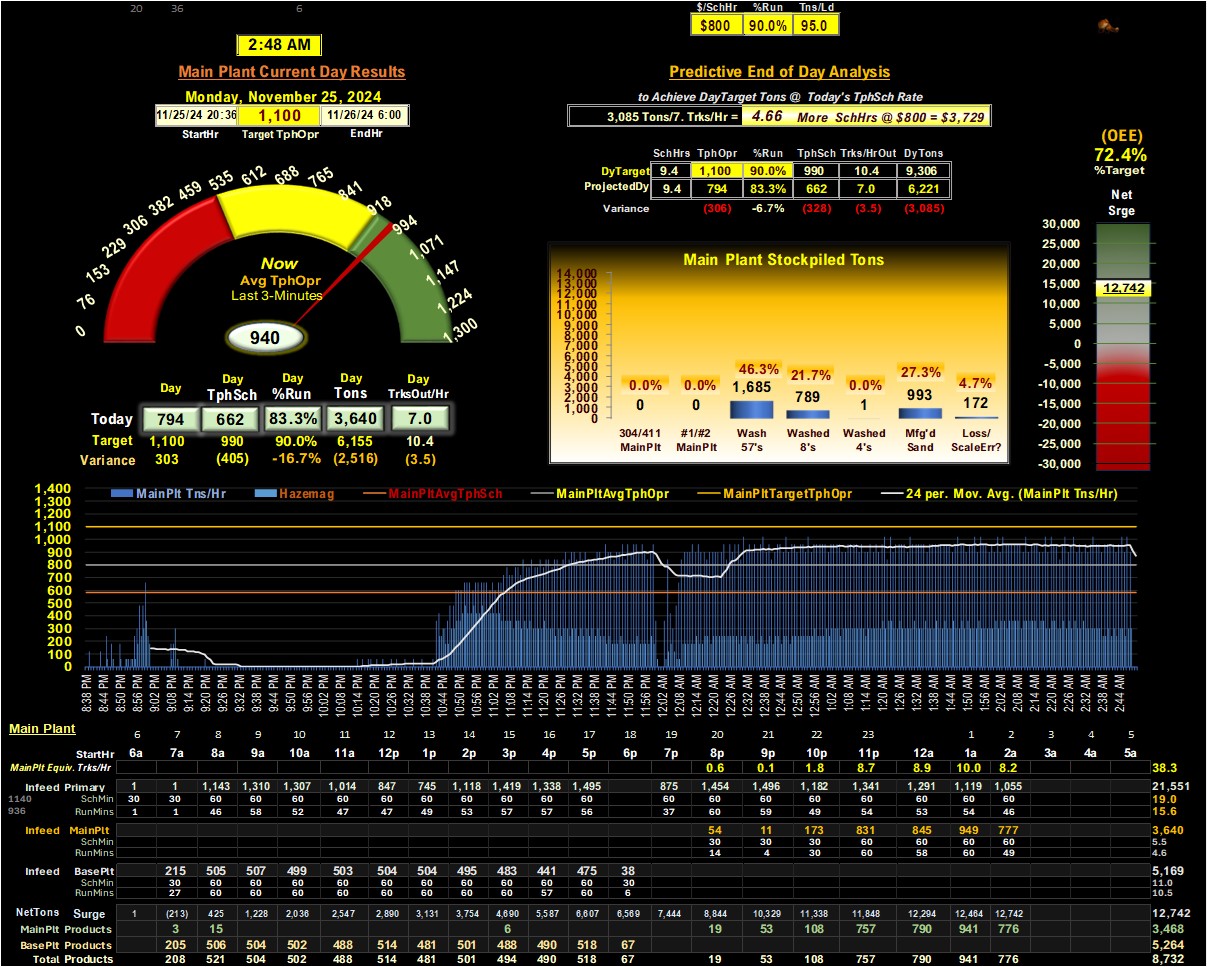 20 36 6
$/SchHr %Run Tns/Ld
$800 90.0% 95.0
2:48 AM
Main Plant Current Day Results
Monday, November 25, 2024
11/25/24 20:36 1,100 11/26/24 6:00
StartHr Target TphOpr EndHr
0 76 153 229 306 382 459 535 612 688 765 841 918 994 1,071 1,147 1,224 1,300
Now
Avg TphOpr
Last 3-Minutes
940
Day Day TphSch Day %Run Day Tons Day TrksOut/Hr
Today 794 662 83.3% 3,640 7.0
Target 1,100 990 90.0% 6,155 10.4
Variance 303 (405) -16.7% (2,516) (3.5)
Predictive End of Day Analysis
to Achieve DayTarget Tons @ Today's TphSch Rate
3,085 Tons/7. Trks/Hr = 4.66 More SchHrs @ $800 = $3,729
SchHrs TphOpr %Run TphSch Trks/HrOut DyTons
DyTarget 9.4 1,100 90.0% 990 10.4 9,306
ProjectedDy 9.4 794 83.3% 662 7.0 6,221
Variance (306) -6.7% (328) (3.5) (3,085)
Main Plant Stockpiled Tons
14,000
13,000
12,000
11,000
10,000
9,000
8,000
7,000
6,000
5,000
4,000
3,000
2,000
1,000
0
0.0% 0.0% 46.3% 21.7% 0.0% 27.3% 4.7%
0 0 1,685 789 1 993 172
304/411 #1/#2 Wash Washed Washed Mfg'd Loss/
MainPlt MainPlt 57's 8's 4's Sand ScaleErr?
(OEE)
72.4%
%Target
Net
Srge
30,000
25,000
20,000
15,000
12,742
10,000
5,000
0
-5,000
-10,000
-15,000
-20,000
-25,000
-30,000
MainPlt Tns/Hr Hazemag MainPltAvgTphSch MainPltAvgTphOpr MainPltTargetTphOpr 24 per. Mov. Avg. (MainPlt Tns/Hr)
1,400
1,300
1,200
1,100
1,000
900
800
700
600
500
400
300
200
100
0
8:38 PM 8:44 PM 8:50 PM 8:56 PM 9:02 PM 9:08 PM 9:14 PM 9:20 PM 9:26 PM 9:32 PM 9:38 PM 9:44 PM 9:50 PM 9:56 PM 10:02 PM 10:08 PM 10:14 PM 10:20 PM 10:26 PM 10:32 PM 10:38 PM 10:44 PM 10:50 PM 10:56 PM 11:02 PM 11:08 PM 11:14 PM 11:20 PM 11:26 PM 11:32 PM 11:38 PM 11:44 PM 11:50 PM 11:56 PM 12:02 AM 12:08 AM 12:14 AM 12:20 AM 12:26 AM 12:32 AM 12:38 AM 12:44 AM 12:50 AM 12:56 AM 1:02 AM 1:08 AM 1:14 AM 1:20 AM 1:26 AM 1:32 AM 1:38 AM 1:44 AM 1:50 AM 1:56 AM 2:02 AM 2:08 AM 2:14 AM 2:20 AM 2:26 AM 2:32 AM 2:38 AM 2:44 AM
Main Plant 6 7 8 9 10 11 12 13 14 15 16 17 18 19 20 21 22 23 1 2 3 4 5
StartHr 6a 7a 8a 9a 10a 11a 12p 1p 2p 3p 4p 5p 6p 7p 8p 9p 10p 11p 12a 1a 2a 3a 4a 5a
MainPlt Equiv. Trks/Hr 0.6 0.1 1.8 8.7 8.9 10.0 8.2 38.3
Infeed Primary 1 1 1,143 1,310 1,307 1,014 847 745 1,118 1,419 1,338 1,495 875 1,454 1,496 1,182 1,341 1,291 1,119 1,055 21,551
1140 SchMin 30 30 60 60 60 60 60 60 60 60 60 60 60 60 60 60 60 60 60 60 19.0
936 RunMins 1 1 46 58 52 47 47 49 53 57 56 57 37 60 59 49 54 53 54 46 15.6
Infeed MainPlt 54 11 173 831 845 949 777 3,640
SchMin 30 30 30 60 60 60 60 5.5
RunMins 14 4 30 60 58 60 49 4.6
Infeed BasePlt 215 505 507 499 503 504 504 495 483 441 475 38 5,169
SchMin 30 60 60 60 60 60 60 60 60 60 60 30 11.0
RunMins 27 60 60 60 60 60 60 60 60 57 60 6 10.5
NetTons Surge 1 (213) 425 1,228 2,036 2,547 2,890 3,131 3,754 4,690 5,587 6,607 6,569 7,444 8,844 10,329 11,338 11,848 12,294 12,464 12,742 12,742
MainPlt Products 3 15 6 19 53 108 757 790 941 776 3,468
BasePlt Products 205 506 504 502 488 514 481 501 488 490 518 67 5,264
Total Products 208 521 504 502 488 514 481 501 494 490 518 67 19 53 108 757 790 941 776 8,732